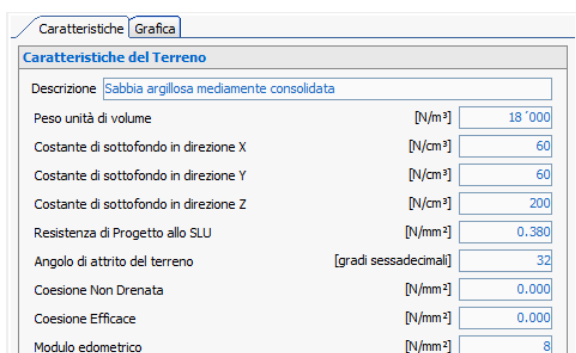 Caratteristiche Grafica
Caratteristiche del Terreno
Descrizione Sabbia argillosa mediamente consolidata
Peso unità di volume [N/m³] 18´000
Costante di sottofondo in direzione X [N/cm³] 60
Costante di sottofondo in direzione Y [N/cm³] 60
Costante di sottofondo in direzione Z [N/cm³] 200
Resistenza di Progetto allo SLU [N/mm²] 0.380
Angolo di attrito del terreno [gradi sessadecimali] 32
Coesione Non Drenata [N/mm²] 0.000
Coesione Efficace [N/mm²] 0.000
Modulo edometrico [N/mm²] 8